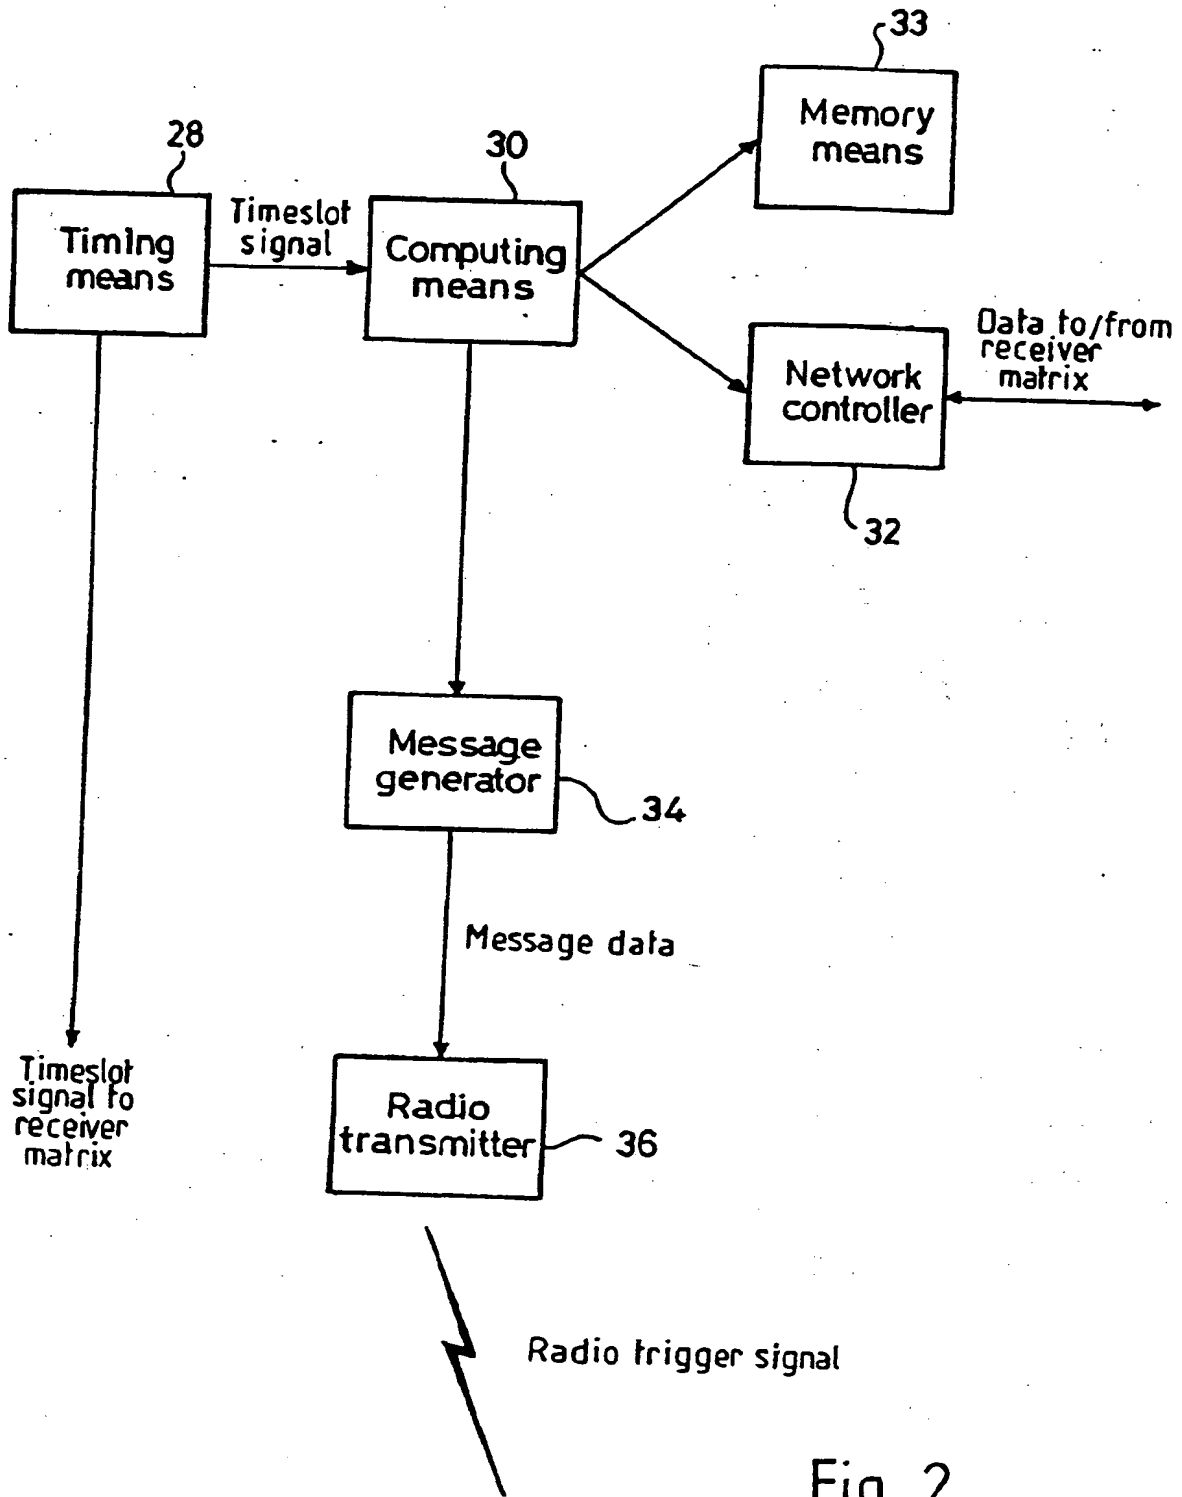 33
Memory
means
28
30
Timeslot
signal
Timing
means
Computing
means
Data to/from
receiver
matrix
Network
controller
32
Message
generator
34
Message data
Timeslot
signal to
receiver
matrix
Radio
transmitter
36
Radio trigger signal
Fig. 2